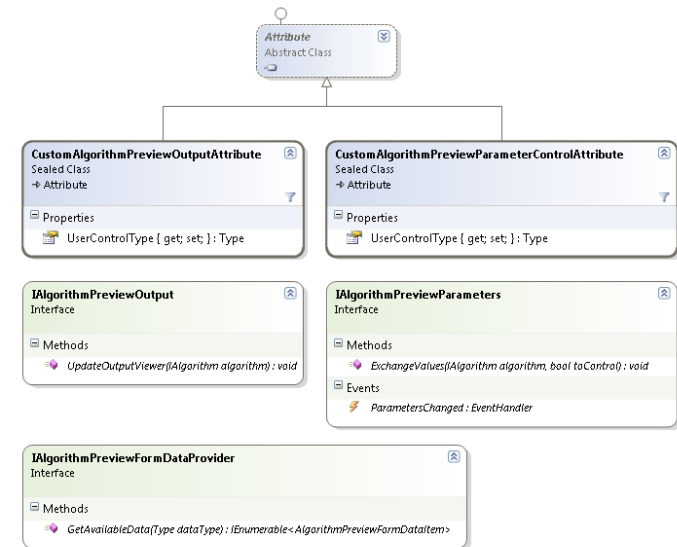 Attribute
Abstract Class
CustomAlgorithmPreviewOutputAttribute
Sealed Class
Attribute
Properties
UserControlType { get; set; } : Type
CustomAlgorithmPreviewParameterControlAttribute
Sealed Class
Attribute
Properties
UserControlType { get; set; } : Type
IAlgorithmPreviewOutput
Interface
Methods
UpdateOutputViewer(IAlgorithm algorithm) : void
IAlgorithmPreviewParameters
Interface
Methods
ExchangeValues(IAlgorithm algorithm, bool toControl) : void
Events
ParametersChanged : EventHandler
IAlgorithmPreviewFormDataProvider
Interface
Methods
GetAvailableData(Type dataType) : IEnumerable<AlgorithmPreviewFormDataItem>